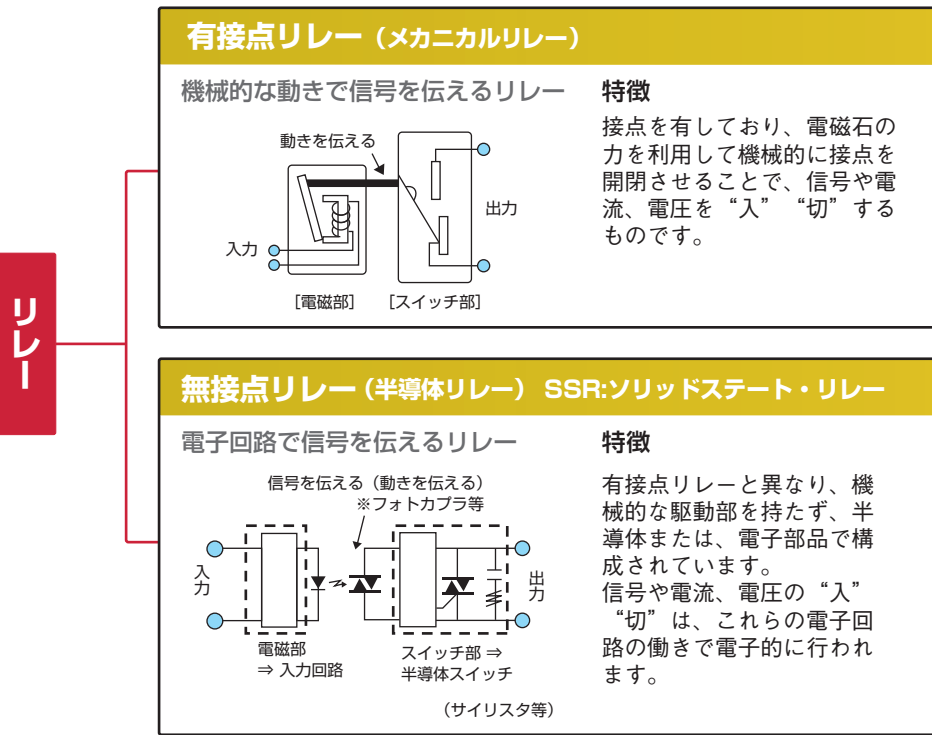 リレー
有接点リレー（メカニカルリレー）
機械的な動きで信号を伝えるリレー
動きを伝える
入力
出力
［電磁部］
［スイッチ部］
特徴
接点を有しており、電磁石の
力を利用して機械的に接点を
開閉させることで、信号や電
流、電圧を“入”“切”する
ものです。
無接点リレー（半導体リレー） SSR:ソリッドステート・リレー
電子回路で信号を伝えるリレー
信号を伝える（動きを伝える）
※フォトカプラ等
入力
出力
電磁部
⇒ 入力回路
スイッチ部 ⇒
半導体スイッチ
（サイリスタ等）
特徴
有接点リレーと異なり、機
械的な駆動部を持たず、半
導体または、電子部品で構
成されています。
信号や電流、電圧の“入”
“切”は、これらの電子回
路の働きで電子的に行われ
ます。